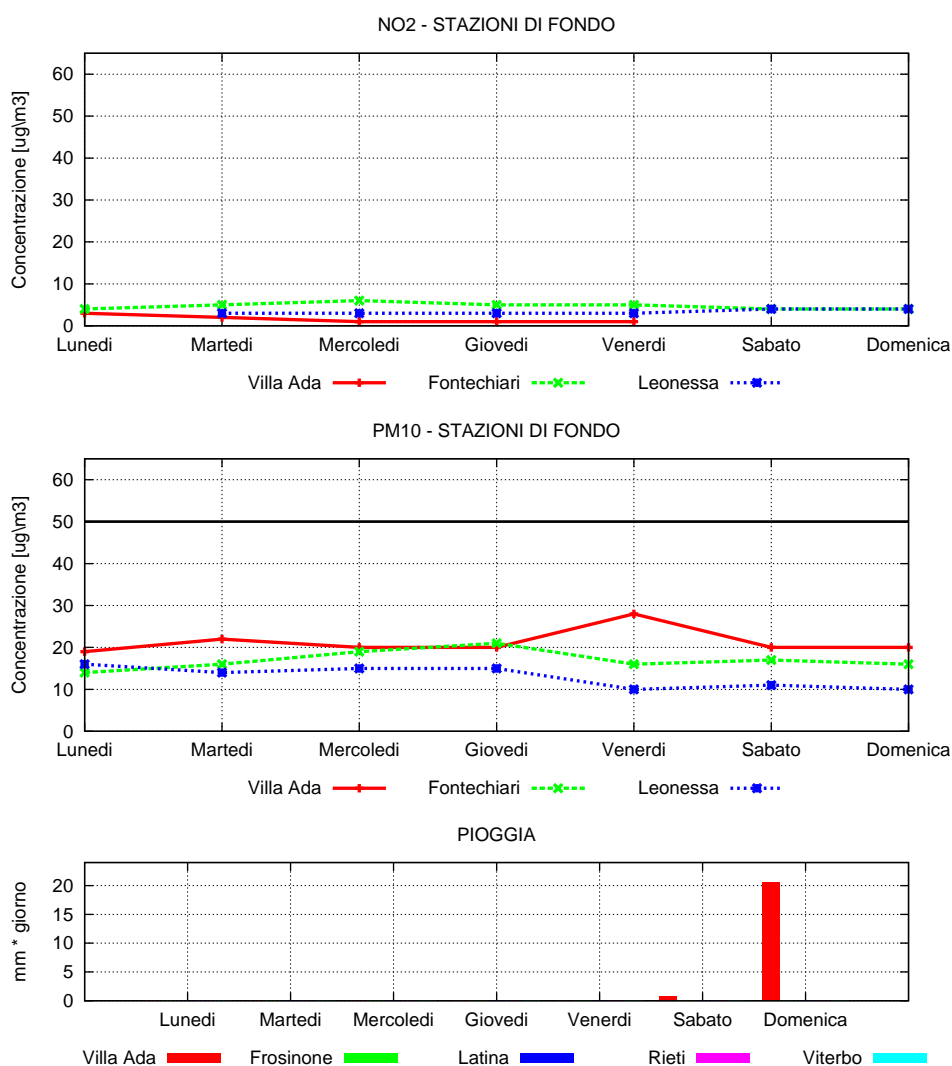 NO2 - STAZIONI DI FONDO
Concentrazione [ug\m3]
60
50
40
30
20
10
0
Lunedi Martedi Mercoledi Giovedi Venerdi Sabato Domenica
Villa Ada Fontechiari Leonessa
PM10 - STAZIONI DI FONDO
Concentrazione [ug\m3]
60
50
40
30
20
10
0
Lunedi Martedi Mercoledi Giovedi Venerdi Sabato Domenica
Villa Ada Fontechiari Leonessa
PIOGGIA
mm * giorno
20
15
10
5
0
Lunedi Martedi Mercoledi Giovedi Venerdi Sabato Domenica
Villa Ada Frosinone Latina Rieti Viterbo